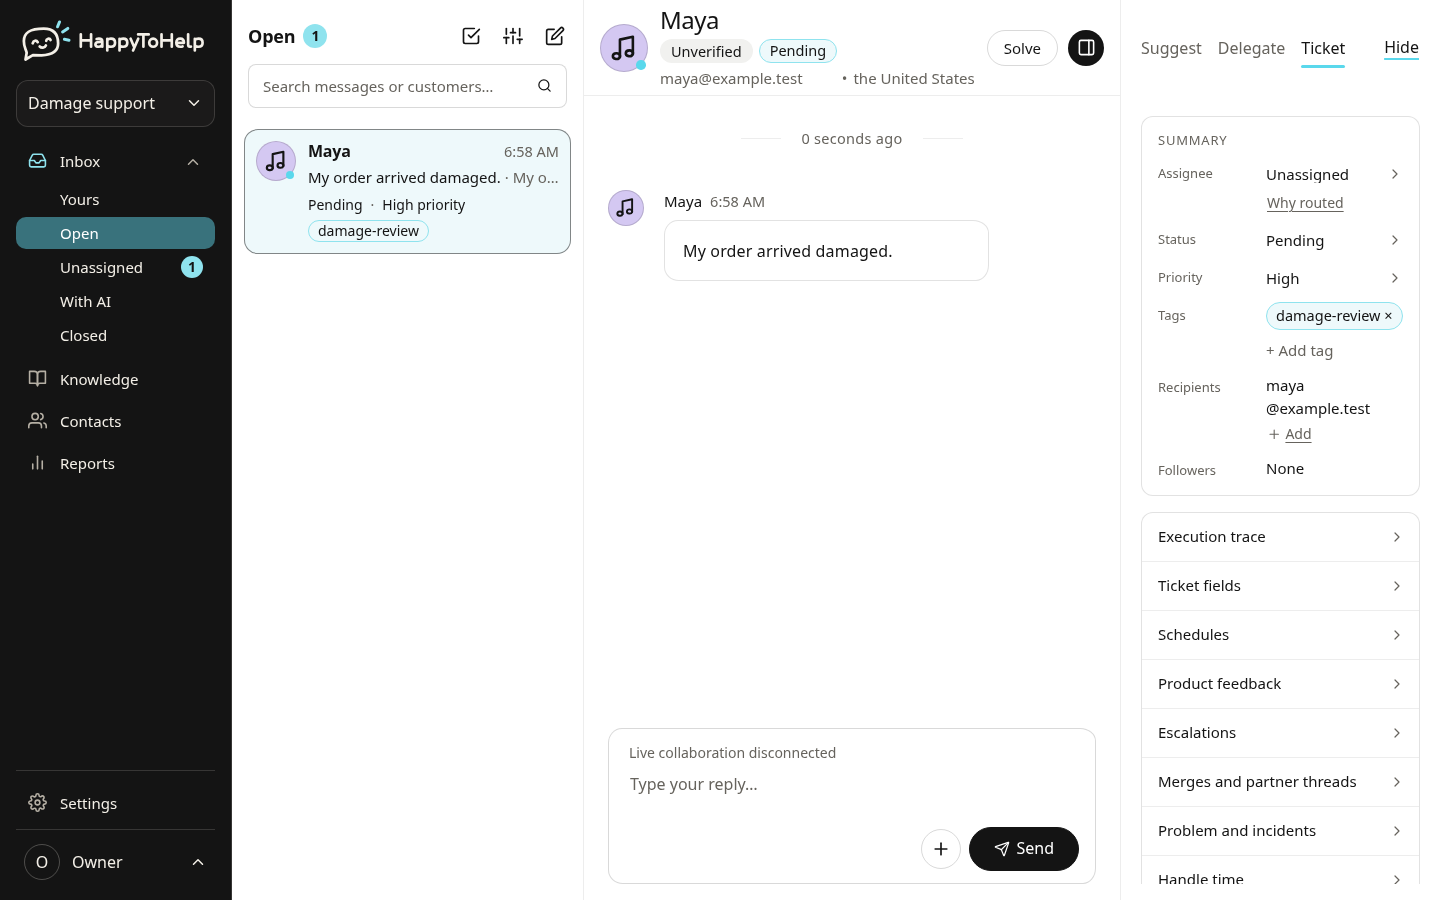 HappyToHelp
Damage support
Inbox
Yours
Open
Unassigned 1
With AI
Closed
Knowledge
Contacts
Reports
Settings
O Owner
Open 1
Search messages or customers...
Maya 6:58 AM
My order arrived damaged. · My o...
Pending · High priority
damage-review
Maya
Unverified Pending
maya@example.test • the United States
Solve
0 seconds ago
Maya 6:58 AM
My order arrived damaged.
Live collaboration disconnected
Type your reply...
Send
Suggest Delegate Ticket Hide
SUMMARY
Assignee Unassigned
Why routed
Status Pending
Priority High
Tags damage-review ×
+ Add tag
Recipients maya
@example.test
+ Add
Followers None
Execution trace
Ticket fields
Schedules
Product feedback
Escalations
Merges and partner threads
Problem and incidents
Handle time